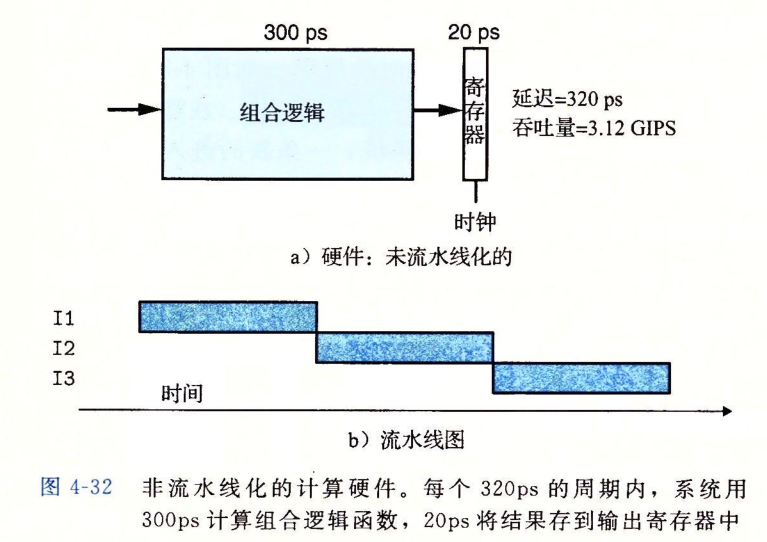 300 ps
20 ps
组合逻辑
寄存器
延迟=320 ps
吞吐量=3.12 GIPS
时钟
a）硬件：未流水线化的
I1
I2
I3
时间
b）流水线图
图 4-32 非流水线化的计算硬件。每个 320ps 的周期内，系统用
300ps 计算组合逻辑函数，20ps 将结果存到输出寄存器中